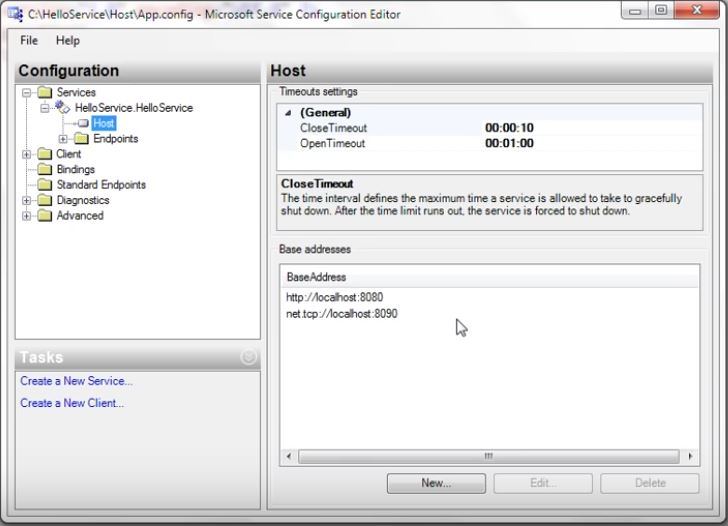 C:\HelloService\Host\App.config - Microsoft Service Configuration Editor
File Help
Configuration
Services
HelloService.HelloService
Host
Endpoints
Client
Bindings
Standard Endpoints
Diagnostics
Advanced
Tasks
Create a New Service...
Create a New Client...
Host
Timeouts settings
(General)
CloseTimeout 00:00:10
OpenTimeout 00:01:00
CloseTimeout
The time interval defines the maximum time a service is allowed to take to gracefully
shut down. After the time limit runs out, the service is forced to shut down.
Base addresses
BaseAddress
http://localhost:8080
net.tcp://localhost:8090
New... Edit... Delete